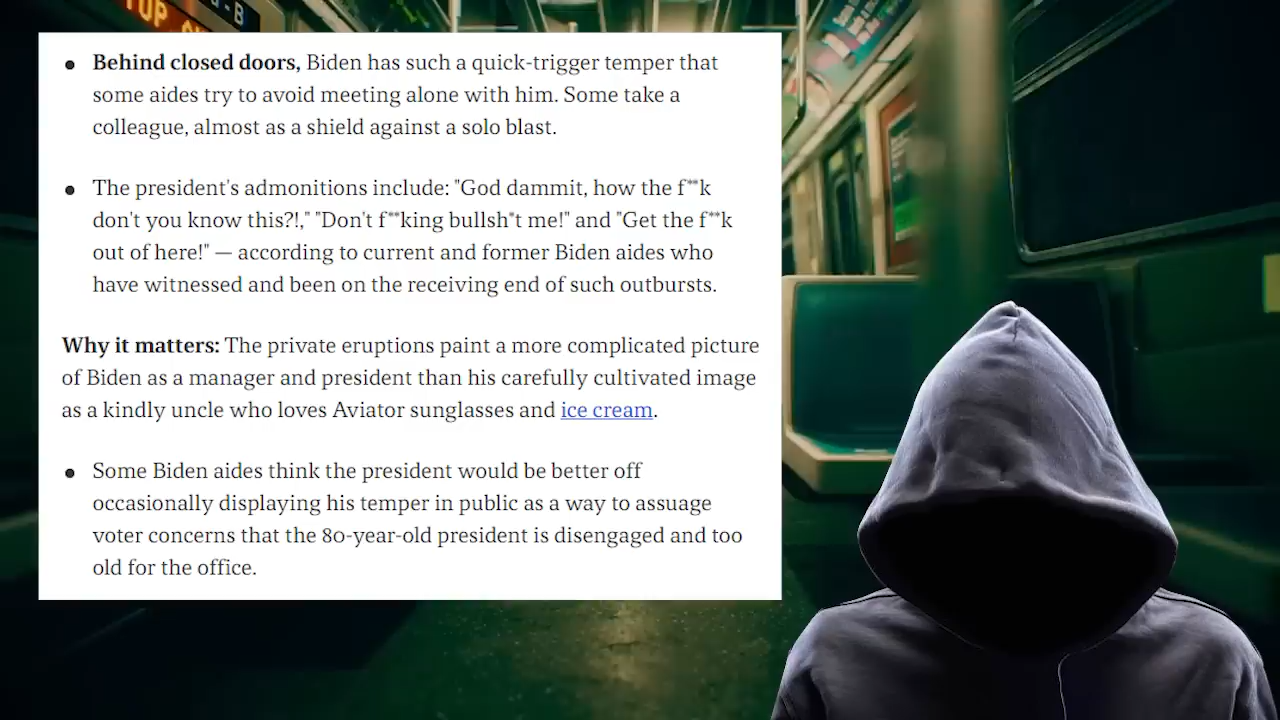 TOP
-B
Behind closed doors, Biden has such a quick-trigger temper that
some aides try to avoid meeting alone with him. Some take a
colleague, almost as a shield against a solo blast.
The president's admonitions include: "God dammit, how the f**k
don't you know this?!," "Don't f**king bullsh*t me!" and "Get the f**k
out of here!" — according to current and former Biden aides who
have witnessed and been on the receiving end of such outbursts.
Why it matters: The private eruptions paint a more complicated picture
of Biden as a manager and president than his carefully cultivated image
as a kindly uncle who loves Aviator sunglasses and ice cream.
Some Biden aides think the president would be better off
occasionally displaying his temper in public as a way to assuage
voter concerns that the 80-year-old president is disengaged and too
old for the office.